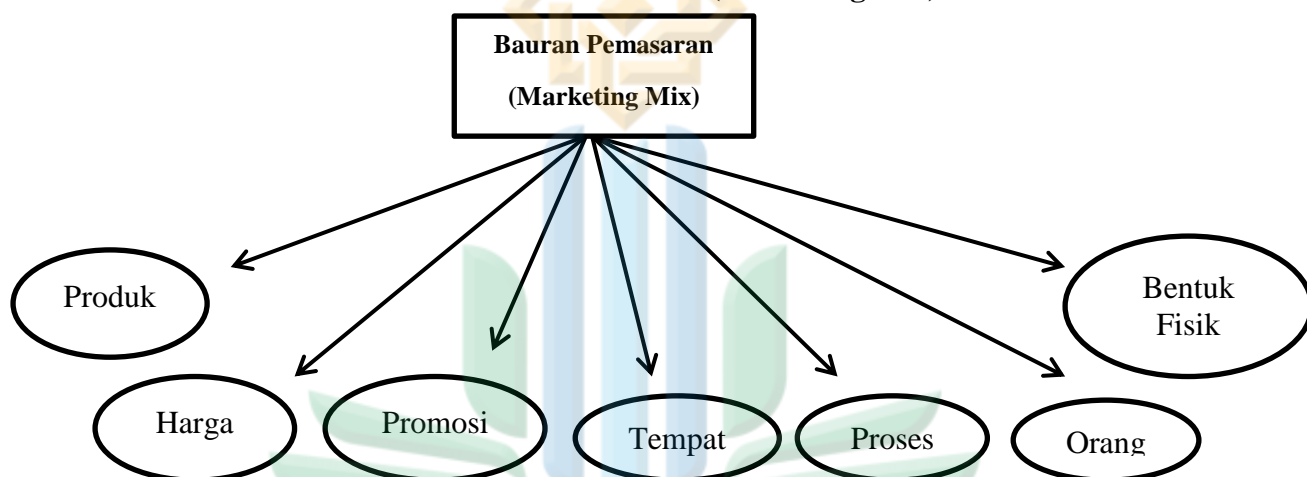 Bauran Pemasaran
(Marketing Mix)
Produk
Bentuk
Fisik
Harga
Promosi
Tempat
Proses
Orang